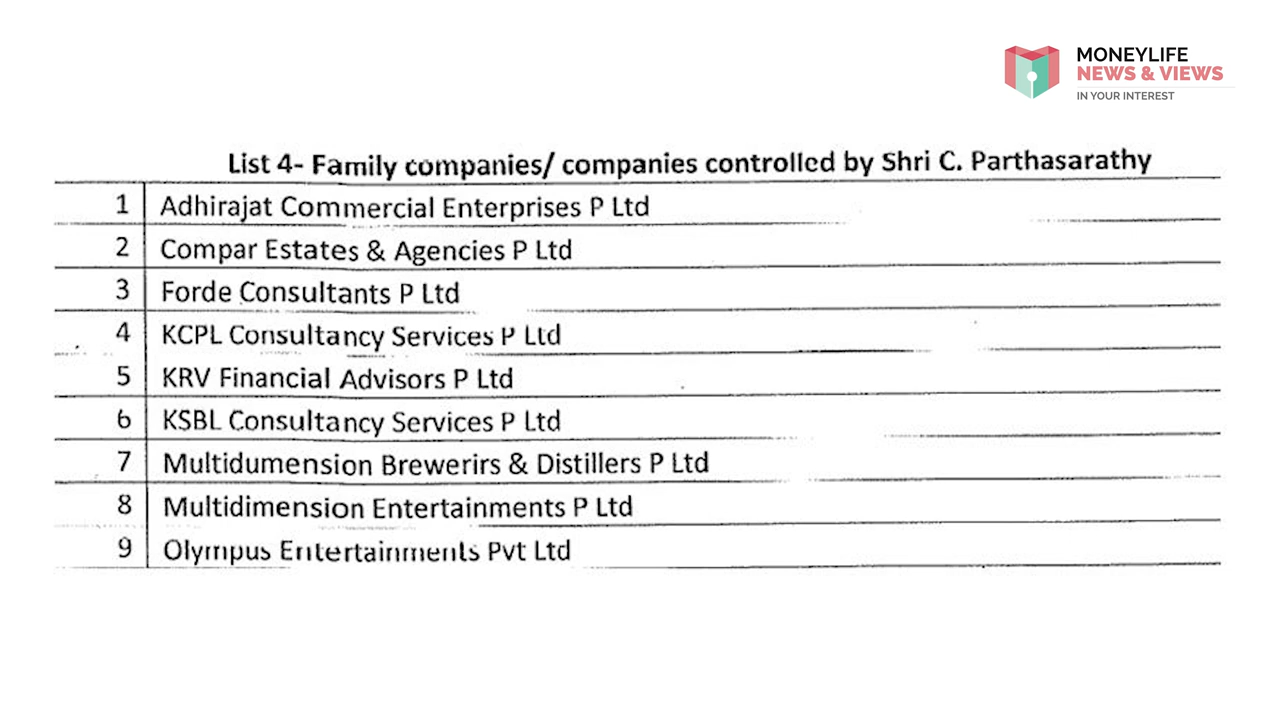 MONEYLIFE
NEWS & VIEWS
IN YOUR INTEREST
List 4- Family companies/ companies controlled by Shri C. Parthasarathy
1 Adhirajat Commercial Enterprises P Ltd
2 Compar Estates & Agencies P Ltd
3 Forde Consultants P Ltd
4 KCPL Consultancy Services P Ltd
5 KRV Financial Advisors P Ltd
6 KSBL Consultancy Services P Ltd
7 Multidumension Brewerirs & Distillers P Ltd
8 Multidimension Entertainments P Ltd
9 Olympus Entertainments Pvt Ltd